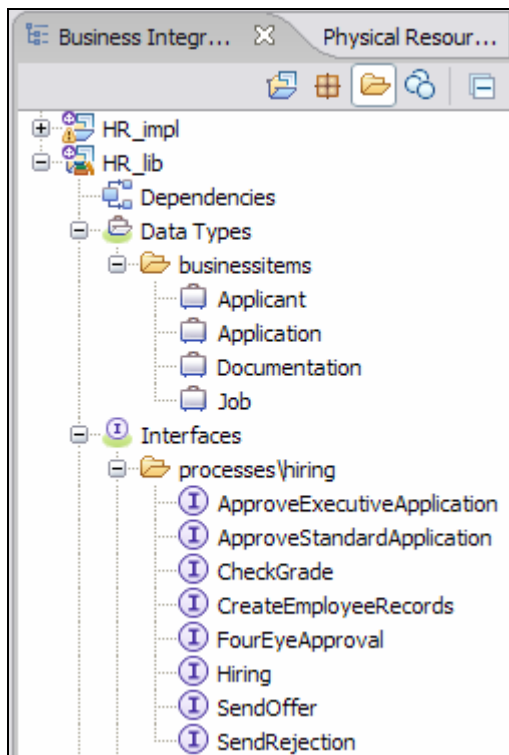 Business Integr... Physical Resour...
HR_impl
HR_lib
Dependencies
Data Types
businessitems
Applicant
Application
Documentation
Job
Interfaces
processes\hiring
ApproveExecutiveApplication
ApproveStandardApplication
CheckGrade
CreateEmployeeRecords
FourEyeApproval
Hiring
SendOffer
SendRejection